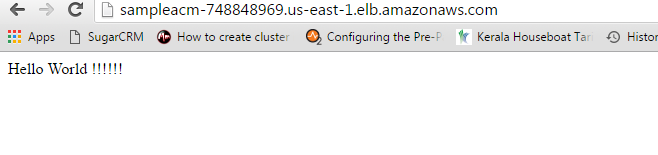 sampleacm-748848969.us-east-1.elb.amazonaws.com
Apps SugarCRM How to create cluster Configuring the Pre-P Kerala Houseboat Tari Histor
Hello World !!!!!!